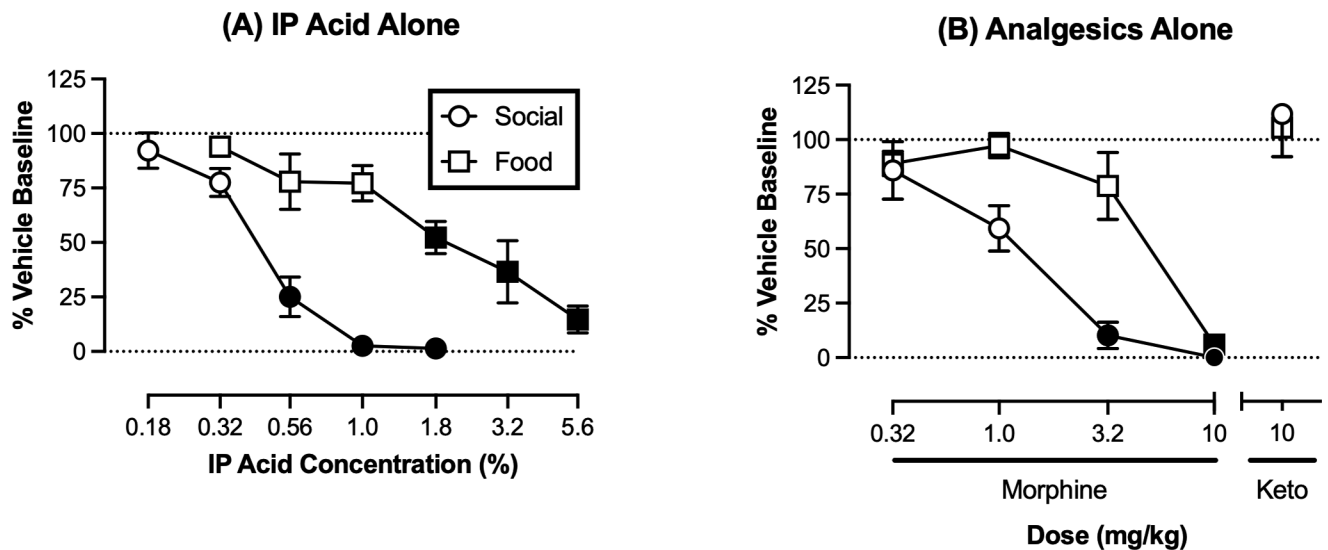 (A) IP Acid Alone
% Vehicle Baseline
125
100
75
50
25
0
Social
Food
0.18 0.32 0.56 1.0 1.8 3.2 5.6
IP Acid Concentration (%)
(B) Analgesics Alone
% Vehicle Baseline
125
100
75
50
25
0
0.32 1.0 3.2 10 10
Morphine Keto
Dose (mg/kg)